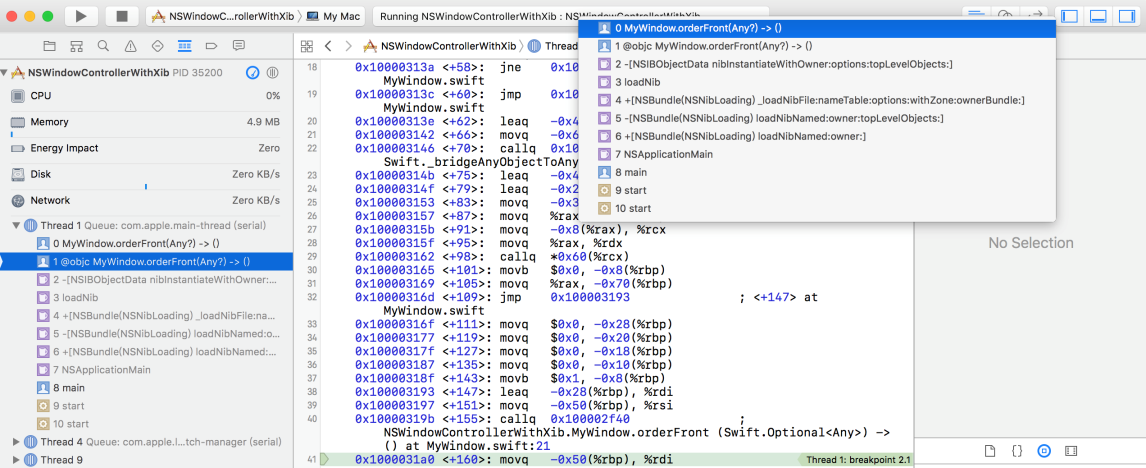 NSWindowC...rollerWithXib
My Mac
Running NSWindowControllerWithXib : NSWindowControllerWithXib
NSWindowControllerWithXib PID 35200
CPU 0%
Memory 4.9 MB
Energy Impact Zero
Disk Zero KB/s
Network Zero KB/s
Thread 1 Queue: com.apple.main-thread (serial)
0 MyWindow.orderFront(Any?) -> ()
1 @objc MyWindow.orderFront(Any?) -> ()
2 -[NSIBObjectData nibInstantiateWithOwner:...
3 loadNib
4 +[NSBundle(NSNibLoading) _loadNibFile:na...
5 -[NSBundle(NSNibLoading) loadNibNamed:o...
6 +[NSBundle(NSNibLoading) loadNibNamed:...
7 NSApplicationMain
8 main
9 start
10 start
Thread 4 Queue: com.apple.l...tch-manager (serial)
Thread 9
NSWindowControllerWithXib
Thread
18 0x10000313a <+58>: jne 0x10
MyWindow.swift
19 0x10000313c <+60>: jmp 0x10
MyWindow.swift
20 0x10000313e <+62>: leaq -0x4
21 0x100003142 <+66>: movq -0x6
22 0x100003146 <+70>: callq 0x10
Swift._bridgeAnyObjectToAny
23 0x10000314b <+75>: leaq -0x4
24 0x10000314f <+79>: leaq -0x2
25 0x100003153 <+83>: movq -0x3
26 0x100003157 <+87>: movq %rax
27 0x10000315b <+91>: movq -0x8(%rax), %rcx
28 0x10000315f <+95>: movq %rax, %rdx
29 0x100003162 <+98>: callq *0x60(%rcx)
30 0x100003165 <+101>: movb $0x0, -0x8(%rbp)
31 0x100003169 <+105>: movq %rax, -0x70(%rbp)
32 0x10000316d <+109>: jmp 0x100003193 ; <+147> at
MyWindow.swift
33 0x10000316f <+111>: movq $0x0, -0x28(%rbp)
34 0x100003177 <+119>: movq $0x0, -0x20(%rbp)
35 0x10000317f <+127>: movq $0x0, -0x18(%rbp)
36 0x100003187 <+135>: movq $0x0, -0x10(%rbp)
37 0x10000318f <+143>: movb $0x1, -0x8(%rbp)
38 0x100003193 <+147>: leaq -0x28(%rbp), %rdi
39 0x100003197 <+151>: movq -0x50(%rbp), %rsi
40 0x10000319b <+155>: callq 0x100002f40 ;
NSWindowControllerWithXib.MyWindow.orderFront (Swift.Optional<Any>) ->
() at MyWindow.swift:21
41 0x1000031a0 <+160>: movq -0x50(%rbp), %rdi Thread 1: breakpoint 2.1
0 MyWindow.orderFront(Any?) -> ()
1 @objc MyWindow.orderFront(Any?) -> ()
2 -[NSIBObjectData nibInstantiateWithOwner:options:topLevelObjects:]
3 loadNib
4 +[NSBundle(NSNibLoading) _loadNibFile:nameTable:options:withZone:ownerBundle:]
5 -[NSBundle(NSNibLoading) loadNibNamed:owner:topLevelObjects:]
6 +[NSBundle(NSNibLoading) loadNibNamed:owner:]
7 NSApplicationMain
8 main
9 start
10 start
No Selection